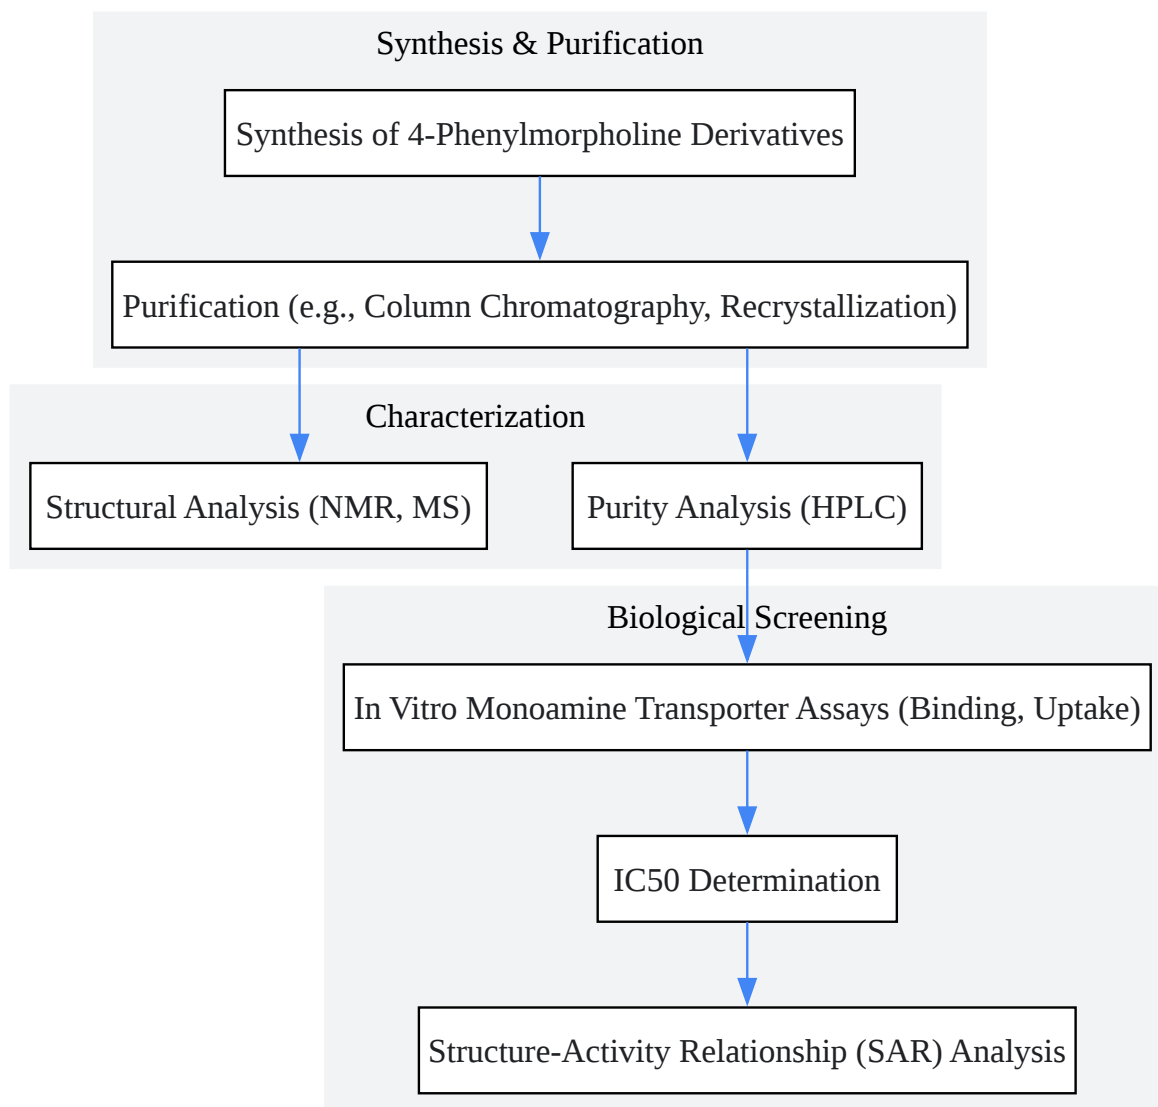 Synthesis & Purification
Synthesis of 4-Phenylmorpholine Derivatives
Purification (e.g., Column Chromatography, Recrystallization)
Characterization
Structural Analysis (NMR, MS)
Purity Analysis (HPLC)
Biological Screening
In Vitro Monoamine Transporter Assays (Binding, Uptake)
IC50 Determination
Structure-Activity Relationship (SAR) Analysis